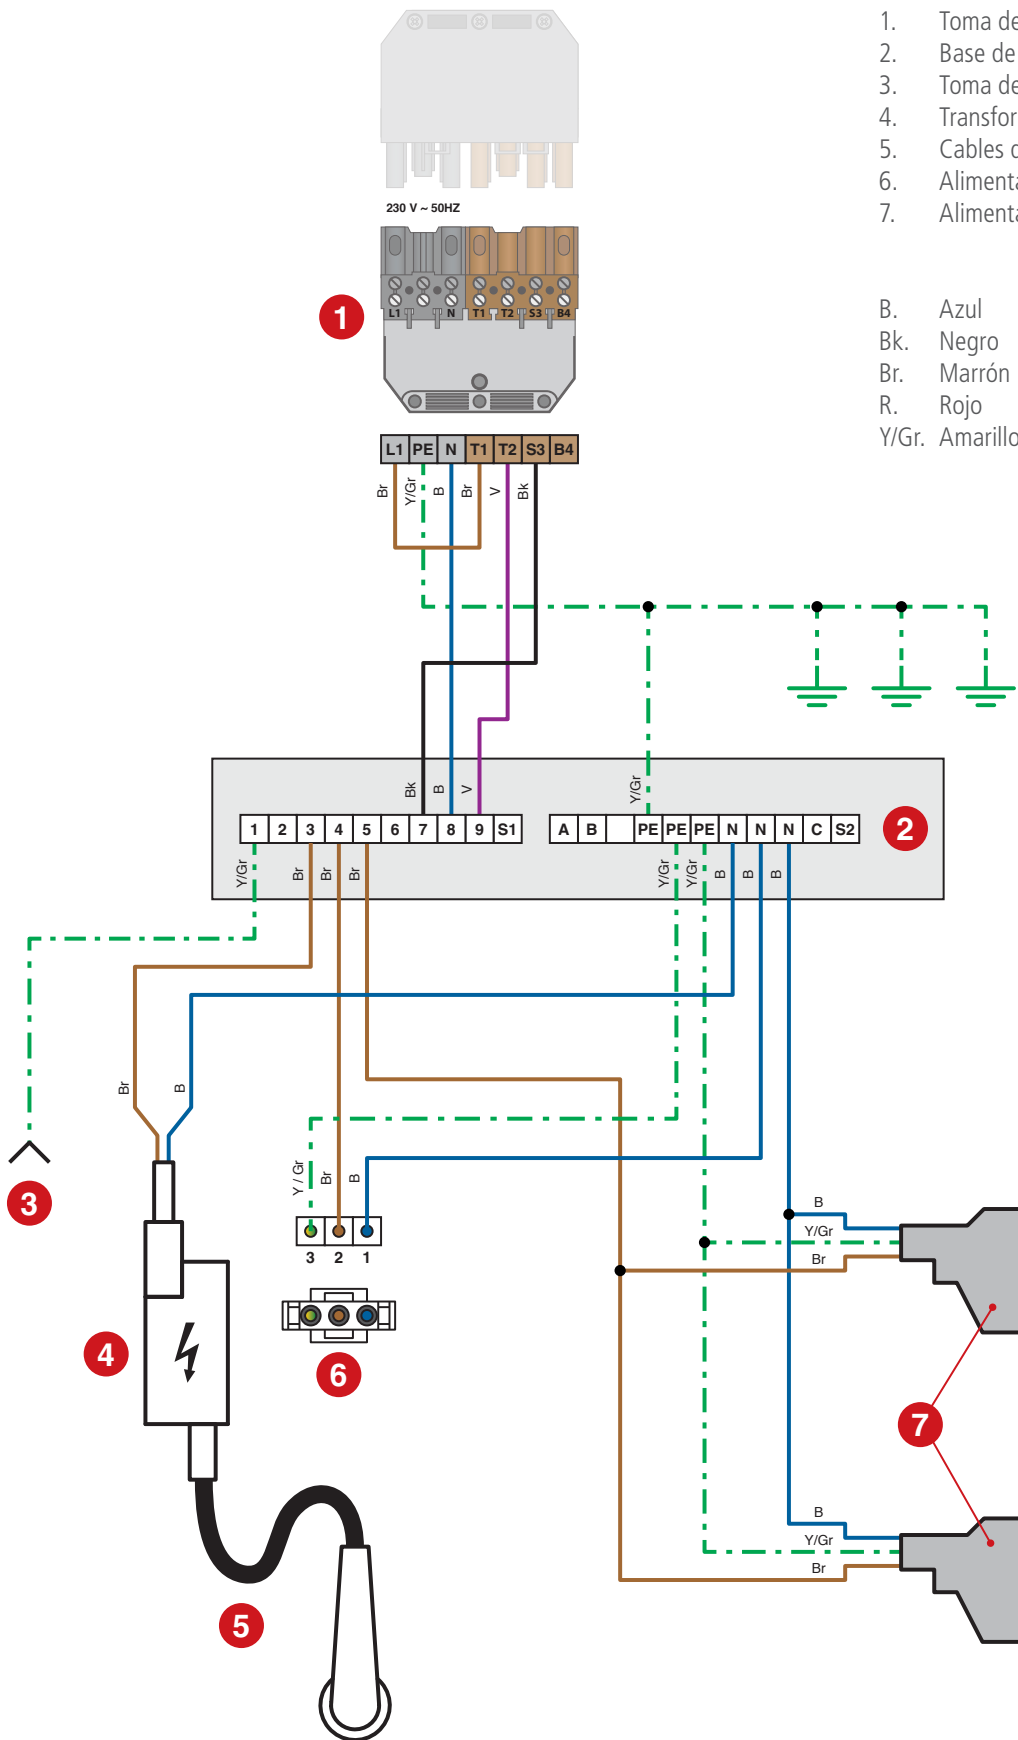 1. Toma de
2. Base de
3. Toma de
4. Transfor
5. Cables
6. Aliment
7. Aliment
B. Azul
Bk. Negro
Br. Marrón
R. Rojo
Y/Gr. Amarillo
230 V ~ 50HZ
L1 N T1 T2 S3 B4
1
L1 PE N T1 T2 S3 B4
Br Y/Gr B Br V Bk
Bk B V Y/Gr
1 2 3 4 5 6 7 8 9 S1 A B PE PE PE N N N C S2
2
Y/Gr Br Br Br Y/Gr Y/Gr B B B
Br B
Y / Gr Br B
3
3 2 1
B
Y/Gr
Br
4
6
7
B
Y/Gr
Br
5